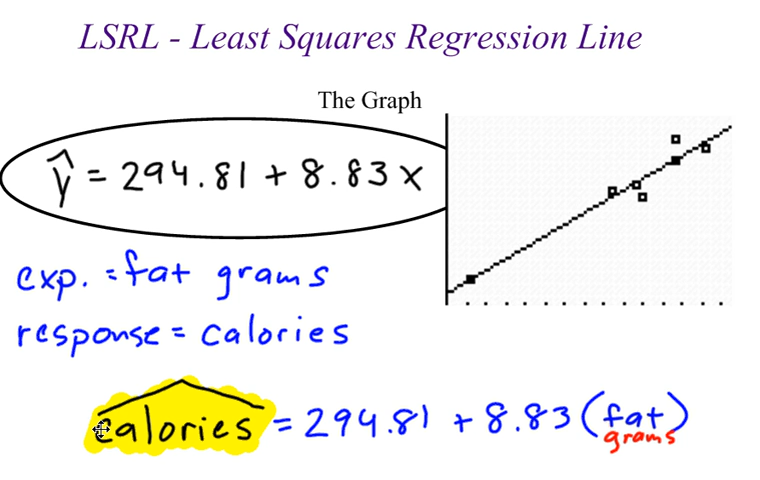 LSRL - Least Squares Regression Line
The Graph
ŷ = 294.81 + 8.83 x
exp. = fat grams
response = calories
calories = 294.81 + 8.83 (fat)
grams